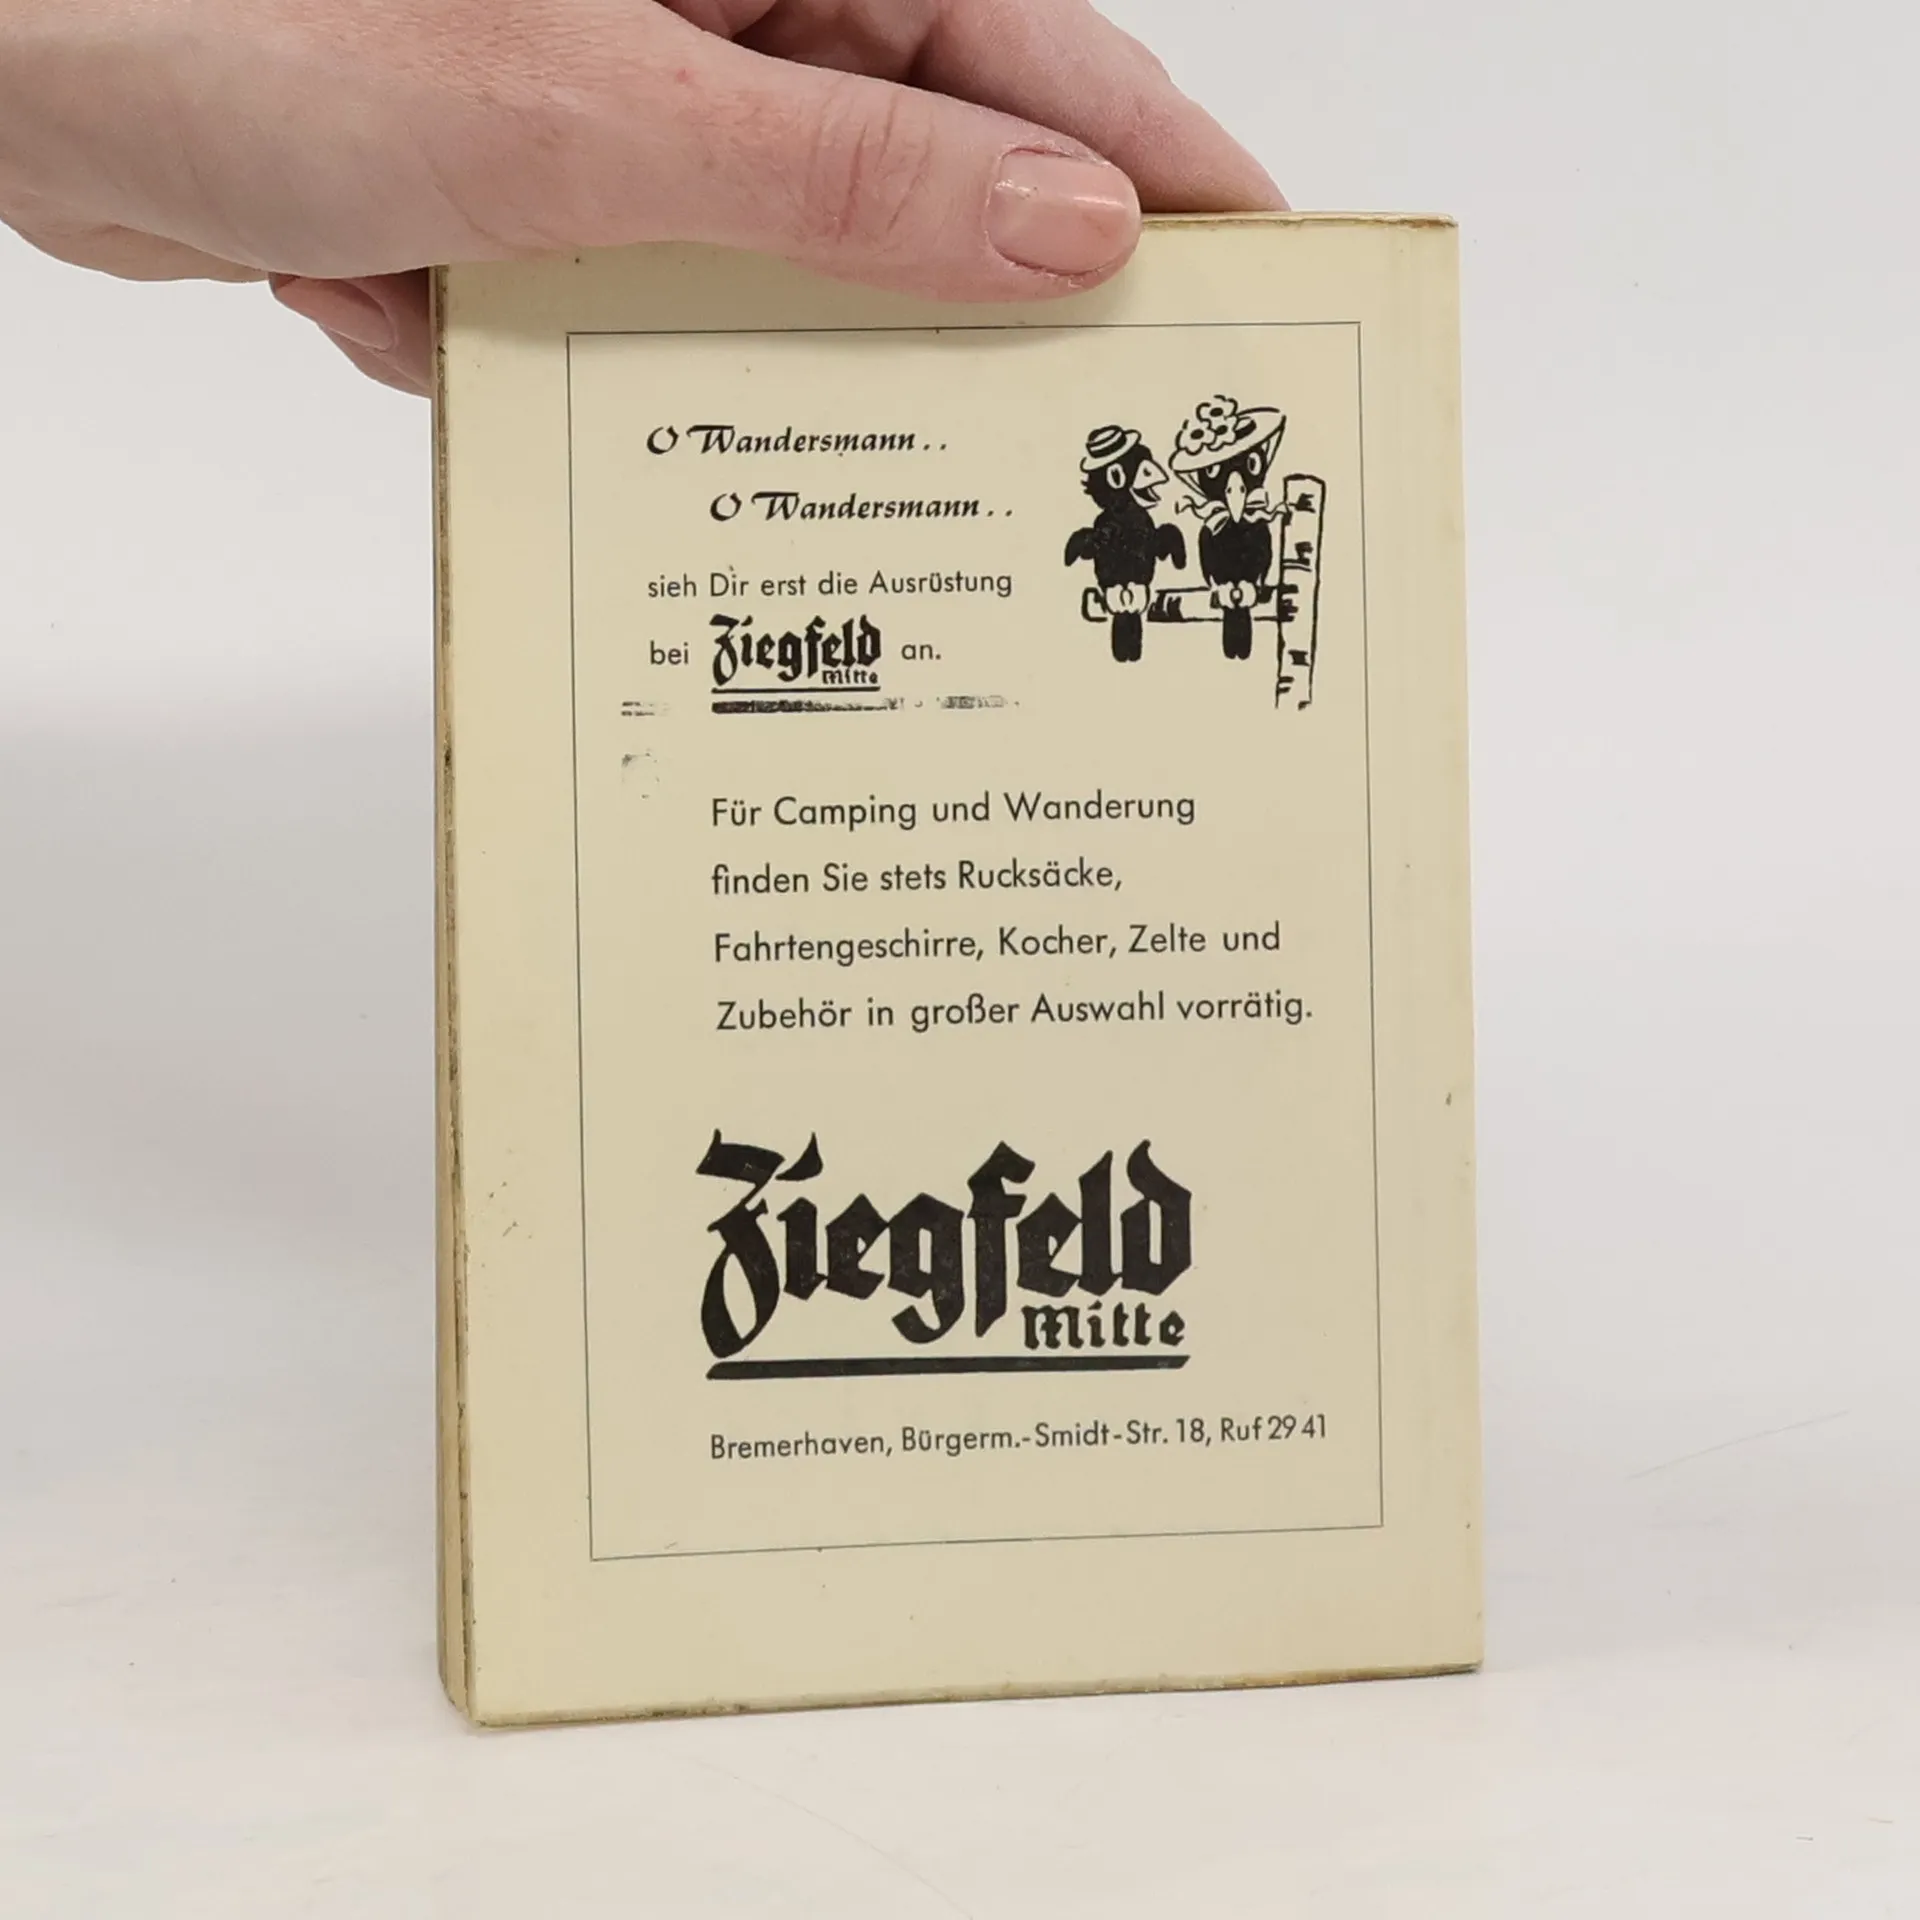 O Wandersmann . .
O Wandersmann . .
sieh Dir erst die Ausrüstung
bei Ziegfeld Mitte an.
Für Camping und Wanderung
finden Sie stets Rucksäcke,
Fahrtengeschirre, Kocher, Zelte und
Zubehör in großer Auswahl vorrätig.
Ziegfeld
Mitte
Bremerhaven, Bürgerm.-Smidt-Str. 18, Ruf 29 41